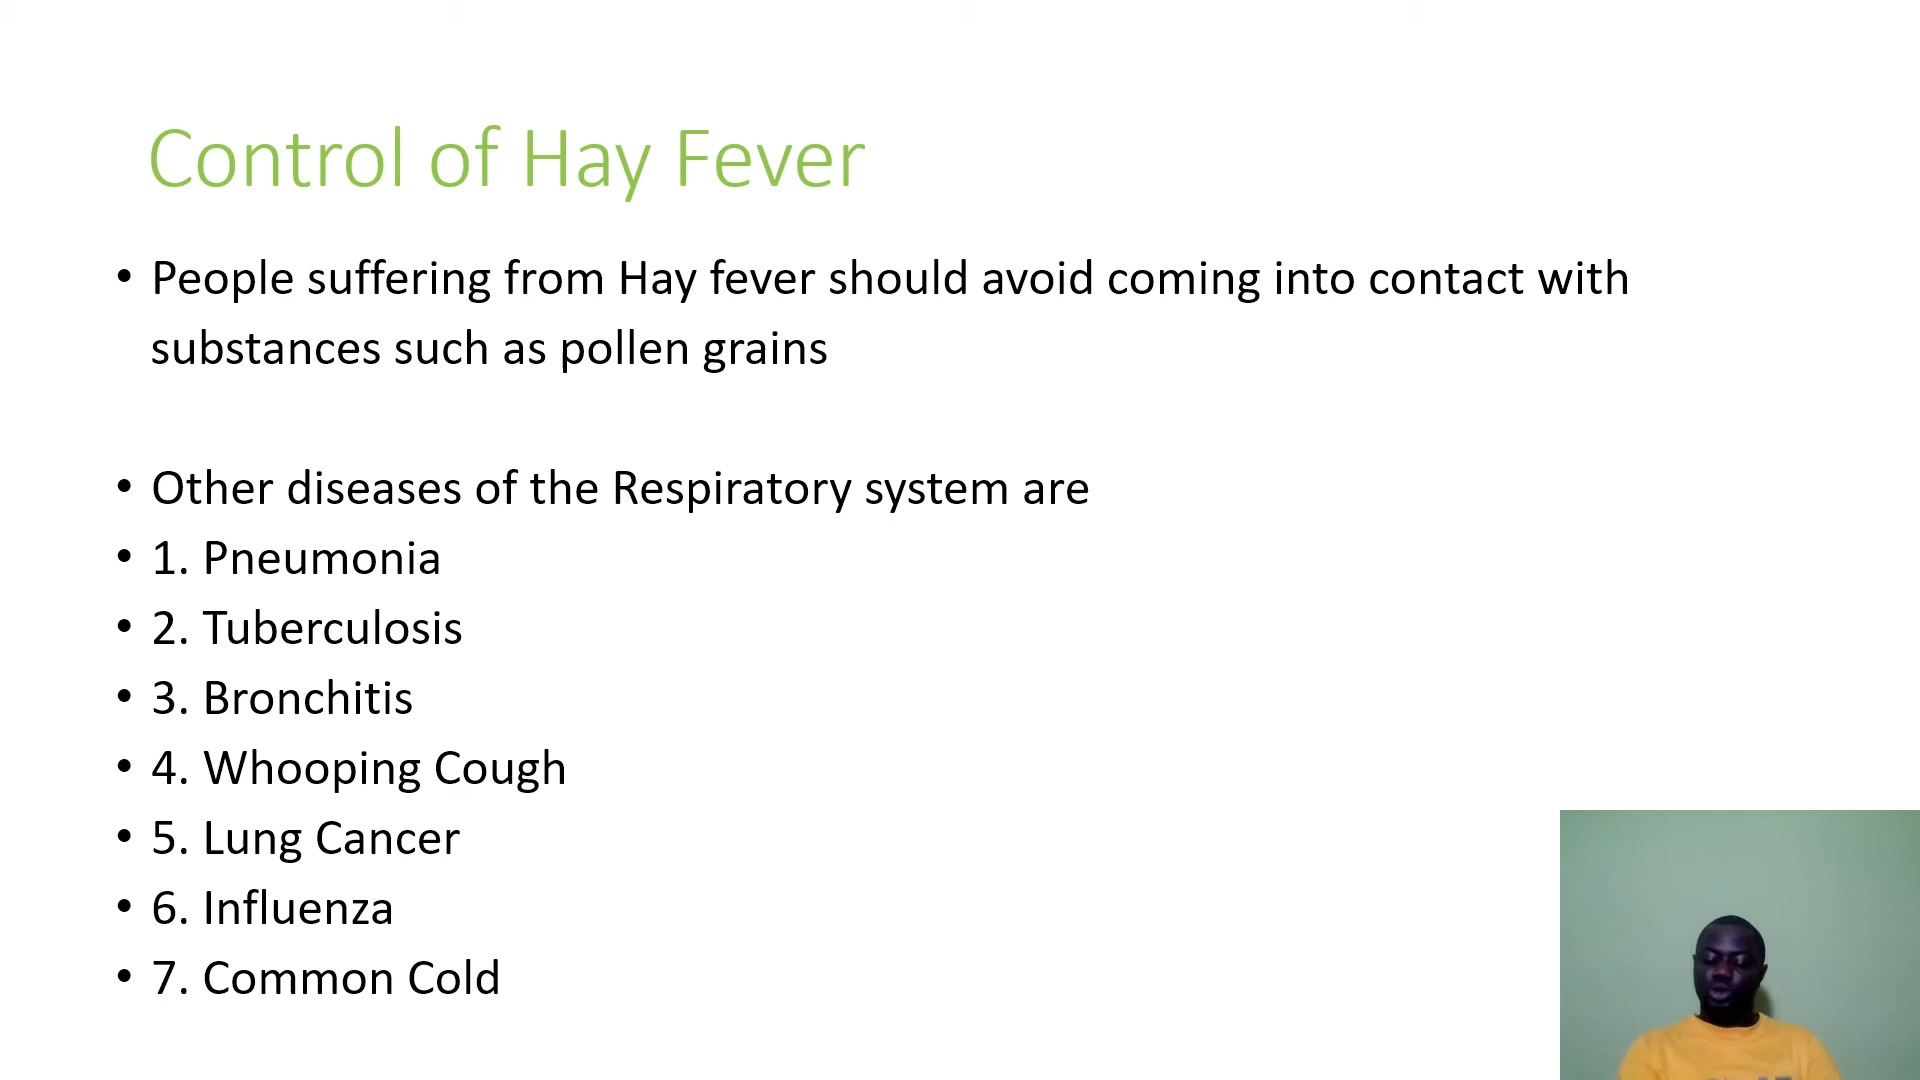 Control of Hay Fever
• People suffering from Hay fever should avoid coming into contact with
substances such as pollen grains
• Other diseases of the Respiratory system are
• 1. Pneumonia
• 2. Tuberculosis
• 3. Bronchitis
• 4. Whooping Cough
• 5. Lung Cancer
• 6. Influenza
• 7. Common Cold